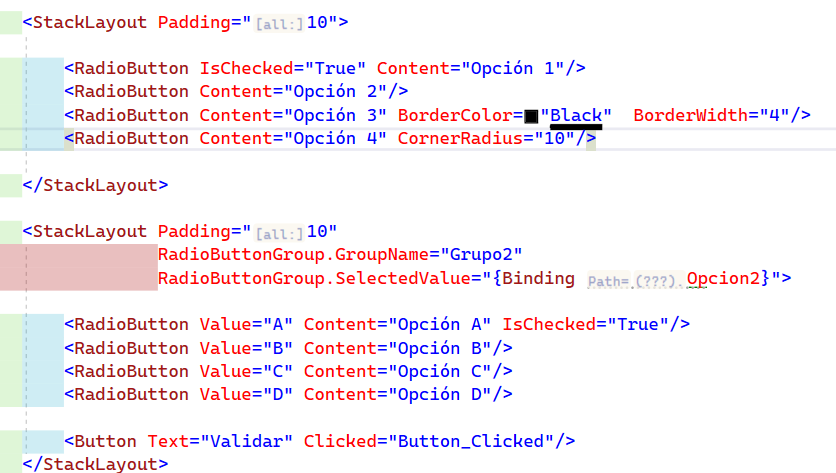 <StackLayout Padding="[all:]10">
<RadioButton IsChecked="True" Content="Opción 1"/>
<RadioButton Content="Opción 2"/>
<RadioButton Content="Opción 3" BorderColor="Black"  BorderWidth="4"/>
<RadioButton Content="Opción 4" CornerRadius="10"/>
</StackLayout>
<StackLayout Padding="[all:]10"
RadioButtonGroup.GroupName="Grupo2"
RadioButtonGroup.SelectedValue="{Binding Path= (???). Opcion2}">
<RadioButton Value="A" Content="Opción A" IsChecked="True"/>
<RadioButton Value="B" Content="Opción B"/>
<RadioButton Value="C" Content="Opción C"/>
<RadioButton Value="D" Content="Opción D"/>
<Button Text="Validar" Clicked="Button_Clicked"/>
</StackLayout>